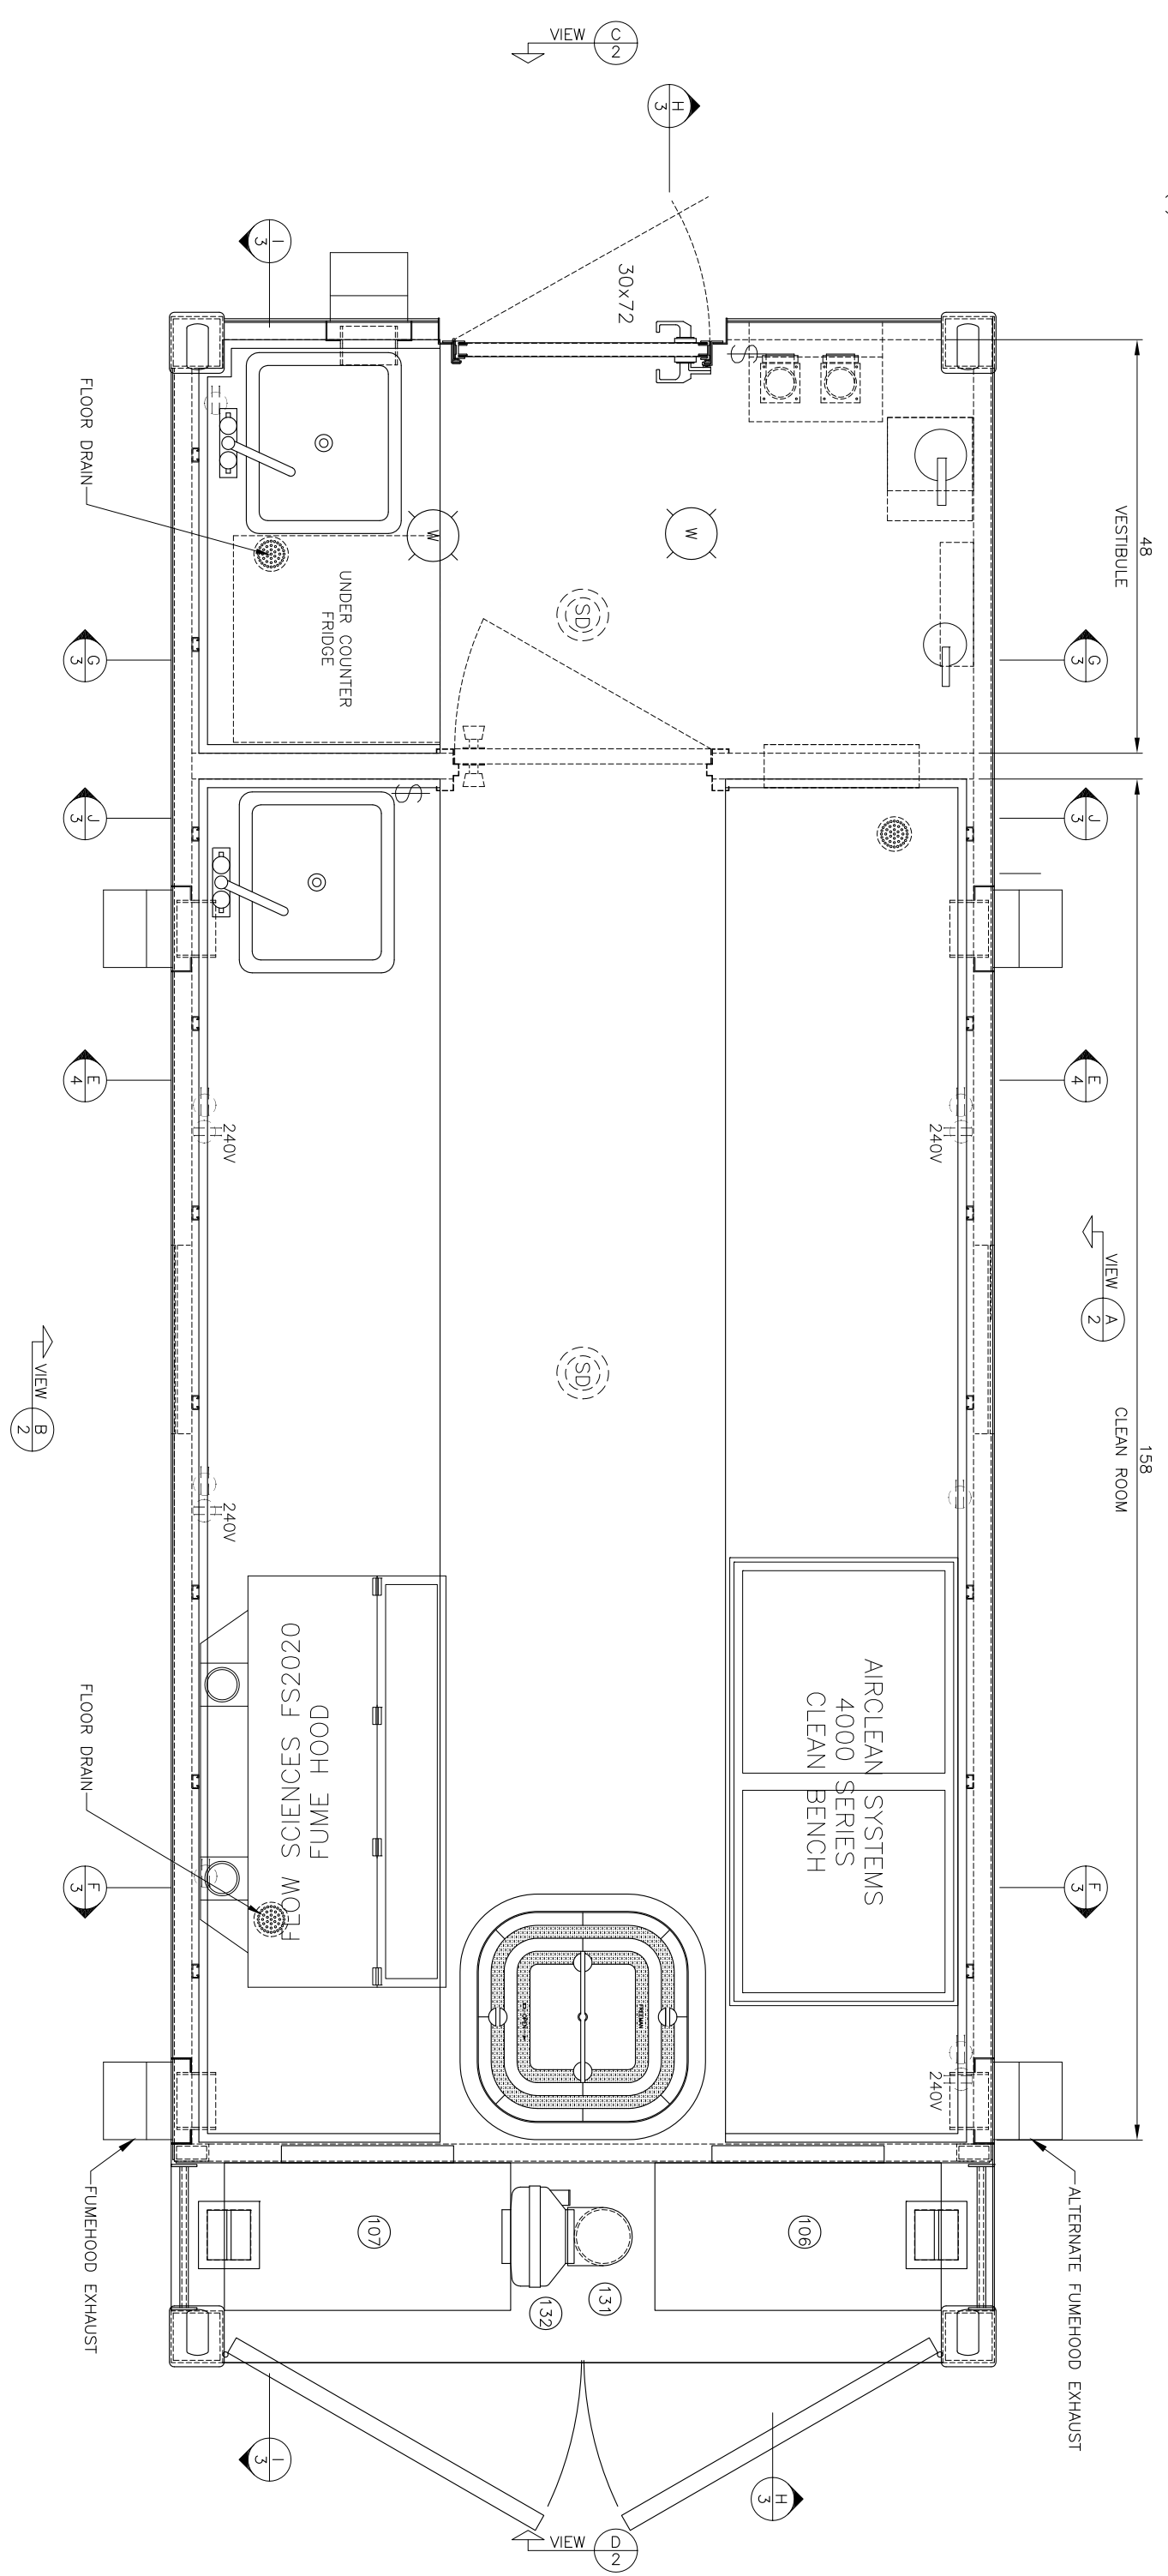 VIEW
C
2
H
3
I
3
30x72
S
48
VESTIBULE
FLOOR DRAIN
W
W
SD
UNDER COUNTER
FRIDGE
G
3
G
3
J
3
J
3
S
E
4
E
4
240V
240V
VIEW
A
2
VIEW
B
2
SD
158
CLEAN ROOM
240V
FLOW SCIENCES FS2020
FUME HOOD
AIRCLEAN SYSTEMS
4000 SERIES
CLEAN BENCH
FLOOR DRAIN
F
3
F
3
FREEMAN
240V
FUMEHOOD EXHAUST
ALTERNATE FUMEHOOD EXHAUST
107
106
131
132
I
3
H
3
VIEW
D
2